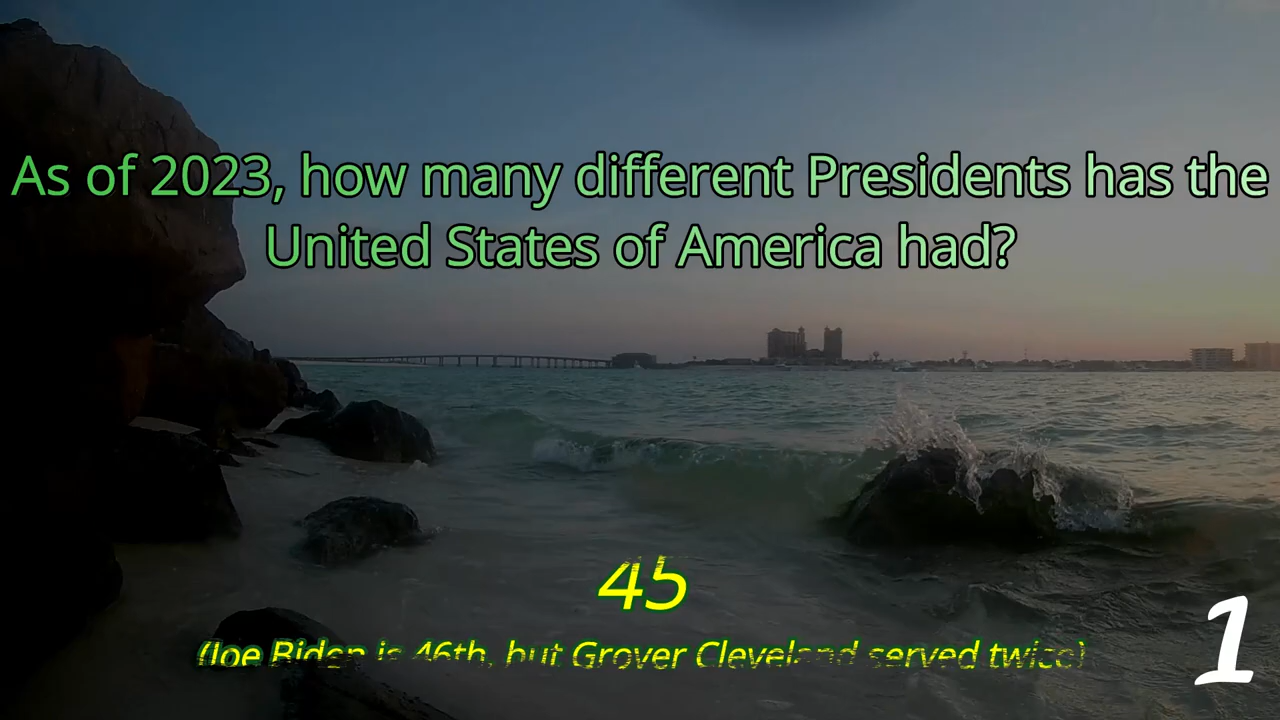 As of 2023, how many different Presidents has the
United States of America had?
45
(Joe Biden is 46th, but Grover Cleveland served twice)
1